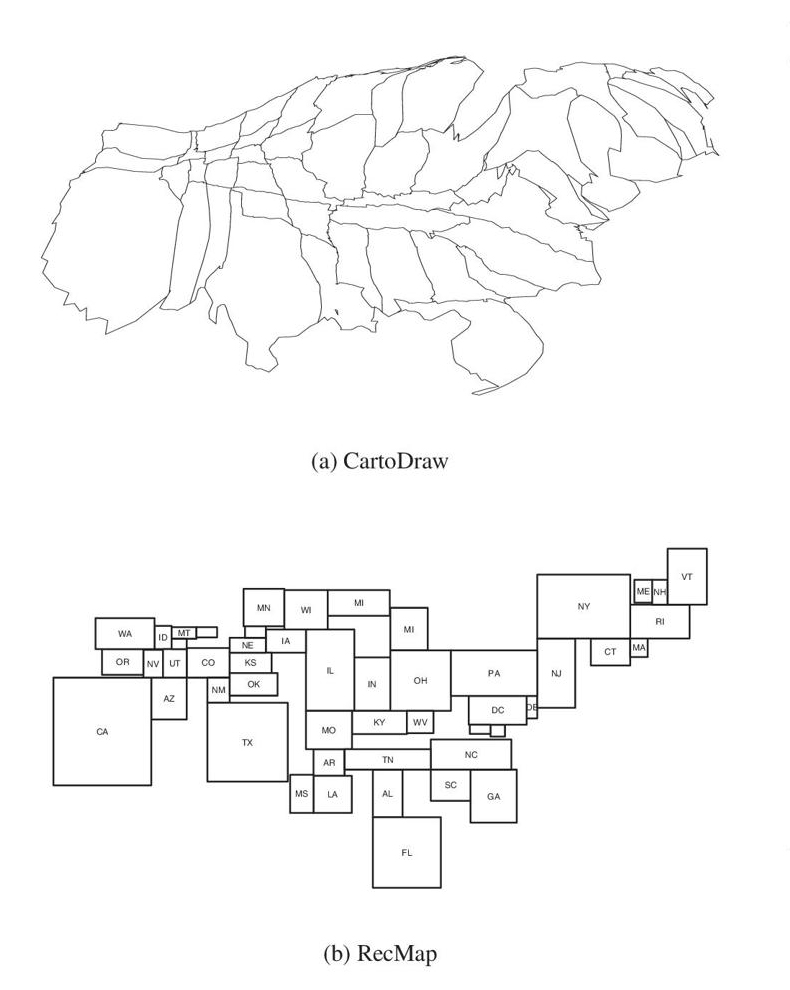 (a) CartoDraw
VT
NY
ME NH
MN
WI
MI
RI
WA
ID
MT
MI
NE
IA
CT
MA
OR
NV
UT
CO
KS
IL
IN
OH
PA
NJ
AZ
NM
OK
DC
DE
CA
TX
MO
KY
WV
AR
TN
NC
MS
LA
AL
SC
GA
FL
(b) RecMap